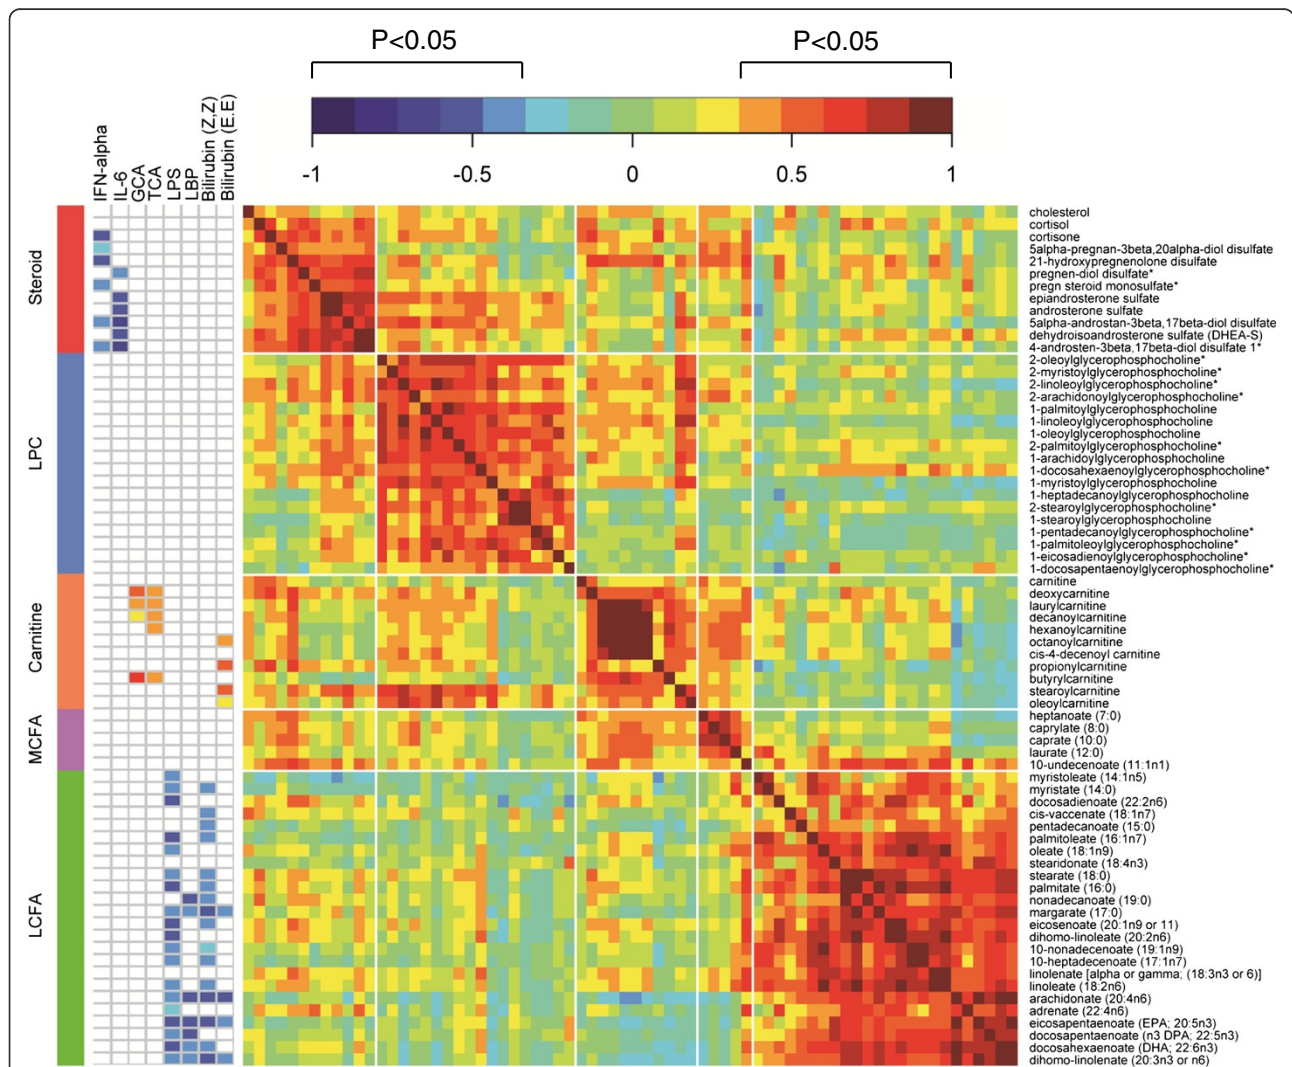 P<0.05
P<0.05
-1
-0.5
0
0.5
1
IFN-alpha
IL-6
GCA
TCA
LPS
LBP
Bilirubin (Z,Z)
Bilirubin (E.E)
Steroid
LPC
Carnitine
MCFA
LCFA
cholesterol
cortisol
cortisone
5alpha-pregnan-3beta,20alpha-diol disulfate
21-hydroxypregnenolone disulfate
pregnen-diol disulfate*
pregn steroid monosulfate*
epiandrosterone sulfate
androsterone sulfate
5alpha-androstan-3beta,17beta-diol disulfate
dehydroisoandrosterone sulfate (DHEA-S)
4-androsten-3beta,17beta-diol disulfate 1*
2-oleoylglycerophosphocholine*
2-myristoylglycerophosphocholine*
2-linoleoylglycerophosphocholine*
2-arachidonoylglycerophosphocholine*
1-palmitoylglycerophosphocholine
1-linoleoylglycerophosphocholine
1-oleoylglycerophosphocholine
2-palmitoylglycerophosphocholine*
1-arachidoylglycerophosphocholine
1-docosahexaenoylglycerophosphocholine*
1-myristoylglycerophosphocholine
1-heptadecanoylglycerophosphocholine
2-stearoylglycerophosphocholine*
1-stearoylglycerophosphocholine
1-pentadecanoylglycerophosphocholine*
1-palmitoleoylglycerophosphocholine*
1-eicosadienoylglycerophosphocholine*
1-docosapentaenoylglycerophosphocholine*
carnitine
deoxycarnitine
laurylcarnitine
decanoylcarnitine
hexanoylcarnitine
octanoylcarnitine
cis-4-decenoyl carnitine
propionylcarnitine
butyrylcarnitine
stearoylcarnitine
oleoylcarnitine
heptanoate (7:0)
caprylate (8:0)
caprate (10:0)
laurate (12:0)
10-undecenoate (11:1n1)
myristoleate (14:1n5)
myristate (14:0)
docosadienoate (22:2n6)
cis-vaccenate (18:1n7)
pentadecanoate (15:0)
palmitoleate (16:1n7)
oleate (18:1n9)
stearidonate (18:4n3)
stearate (18:0)
palmitate (16:0)
nonadecanoate (19:0)
margarate (17:0)
eicosenoate (20:1n9 or 11)
dihomo-linoleate (20:2n6)
10-nonadecenoate (19:1n9)
10-heptadecenoate (17:1n7)
linolenate [alpha or gamma; (18:3n3 or 6)]
linoleate (18:2n6)
arachidonate (20:4n6)
adrenate (22:4n6)
eicosapentaenoate (EPA; 20:5n3)
docosapentaenoate (n3 DPA; 22:5n3)
docosahexaenoate (DHA; 22:6n3)
dihomo-linolenate (20:3n3 or n6)